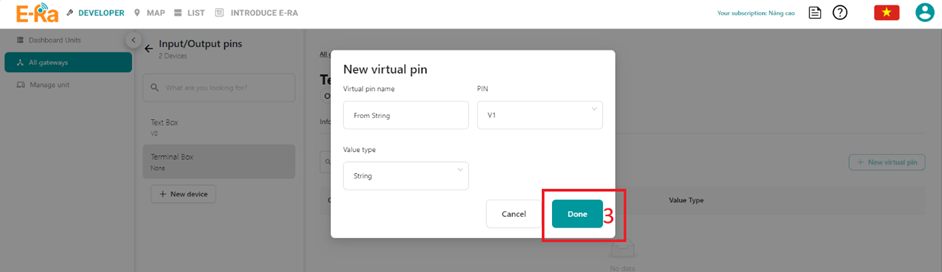 E-Ra DEVELOPER MAP LIST INTRODUCE E-RA Your subscription: Nâng cao
Dashboard Units
All gateways
Manage unit
Input/Output pins
2 Devices
What are you looking for?
Text Box
V0
Terminal Box
None
+ New device
New virtual pin
Virtual pin name
From String
PIN
V1
Value type
String
Cancel
Done
3
+ New virtual pin
Value Type
No data